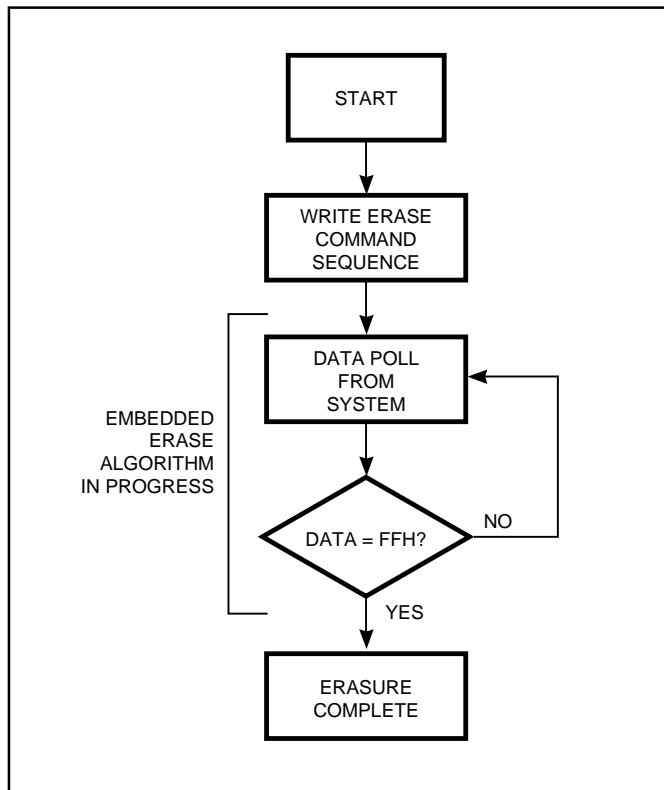 START
WRITE ERASE
COMMAND
SEQUENCE
DATA POLL
FROM
SYSTEM
EMBEDDED
ERASE
ALGORITHM
IN PROGRESS
DATA = FFH?
NO
YES
ERASURE
COMPLETE